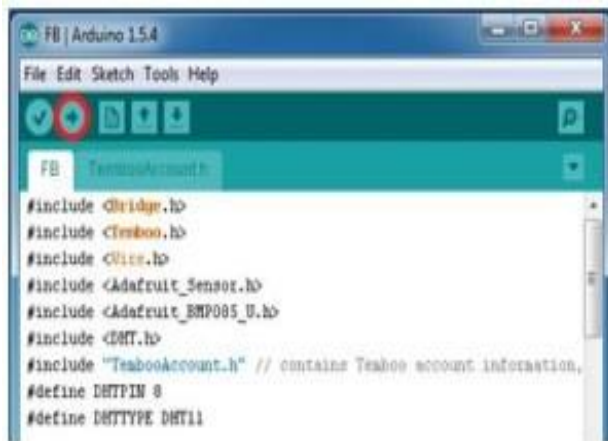 FB | Arduino 1.5.4
File Edit Sketch Tools Help
FB TembooAccount.h
#include <Bridge.h>
#include <Temboo.h>
#include <Wire.h>
#include <Adafruit_Sensor.h>
#include <Adafruit_BMP085_U.h>
#include <DHT.h>
#include "TembooAccount.h" // contains Temboo account information,
#define DHTPIN 8
#define DHTTYPE DHT11